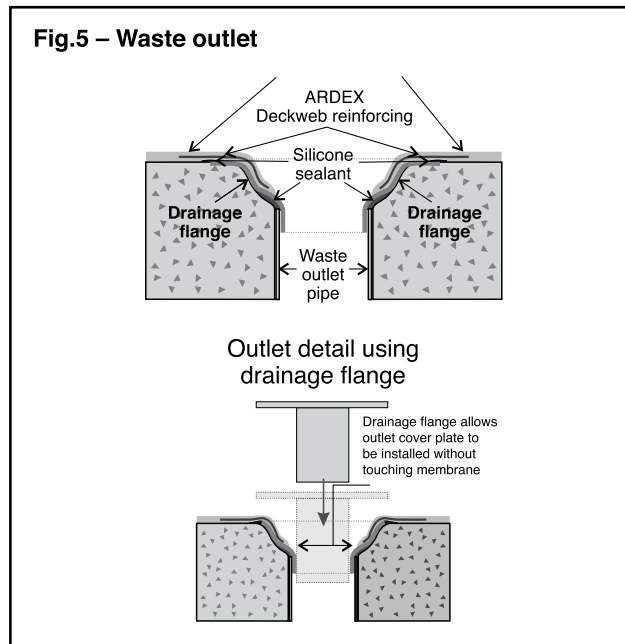 Fig.5 – Waste outlet
ARDEX
Deckweb reinforcing
Silicone
sealant
Drainage
flange
Drainage
flange
Waste
outlet
pipe
Outlet detail using
drainage flange
Drainage flange allows
outlet cover plate to
be installed without
touching membrane